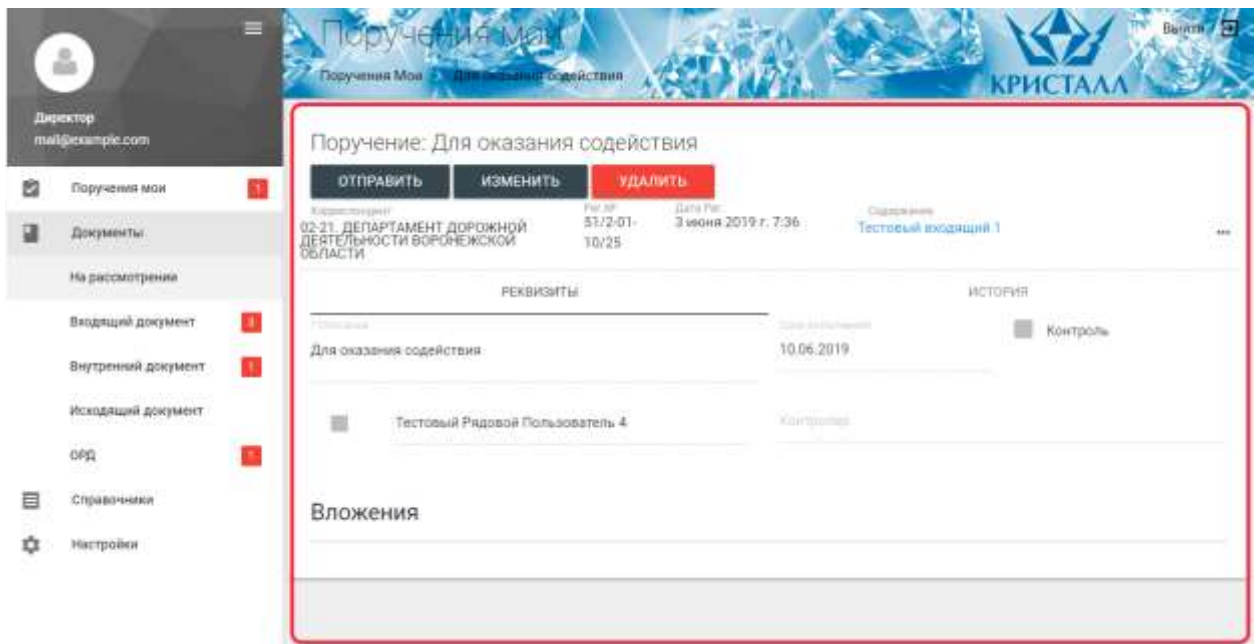 Поручения мои
Выйти
Поручения Мои
Для оказания содействия
КРИСТАЛЛ
Директор
mail@example.com
Поручения мои
1
Документы
На рассмотрении
Входящий документ
Внутренний документ
1
Исходящий документ
ОРД
1
Справочники
Настройки
Поручение: Для оказания содействия
ОТПРАВИТЬ
ИЗМЕНИТЬ
УДАЛИТЬ
Корреспондент
Рег.№
Дата Рег.
Содержание
02-21. ДЕПАРТАМЕНТ ДОРОЖНОЙ
ДЕЯТЕЛЬНОСТИ ВОРОНЕЖСКОЙ
ОБЛАСТИ
51/2-01-
10/25
3 июня 2019 г. 7:36
Тестовый входящий 1
...
РЕКВИЗИТЫ
ИСТОРИЯ
* Описание
Срок исполнения
Для оказания содействия
10.06.2019
Контроль
Тестовый Рядовой Пользователь 4
Контролер
Вложения